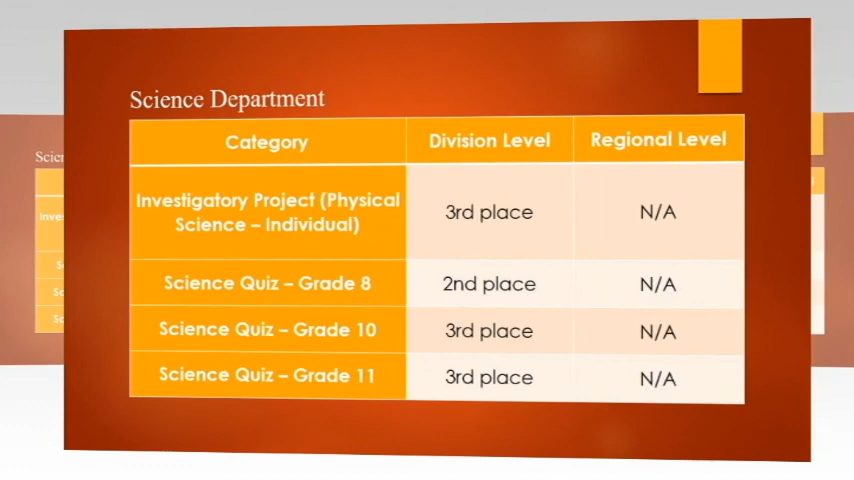 Science Department
Category Division Level Regional Level
Investigatory Project (Physical
Science – Individual) 3rd place N/A
Science Quiz – Grade 8 2nd place N/A
Science Quiz – Grade 10 3rd place N/A
Science Quiz – Grade 11 3rd place N/A